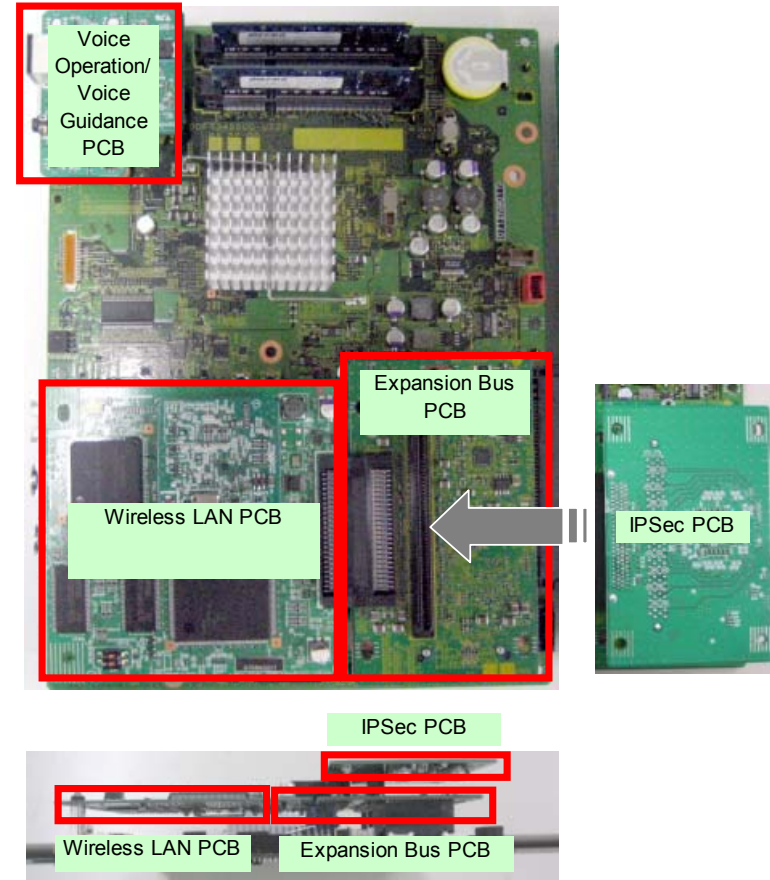 Voice
Operation/
Voice
Guidance
PCB
Expansion Bus
PCB
Wireless LAN PCB
IPSec PCB
IPSec PCB
Wireless LAN PCB
Expansion Bus PCB